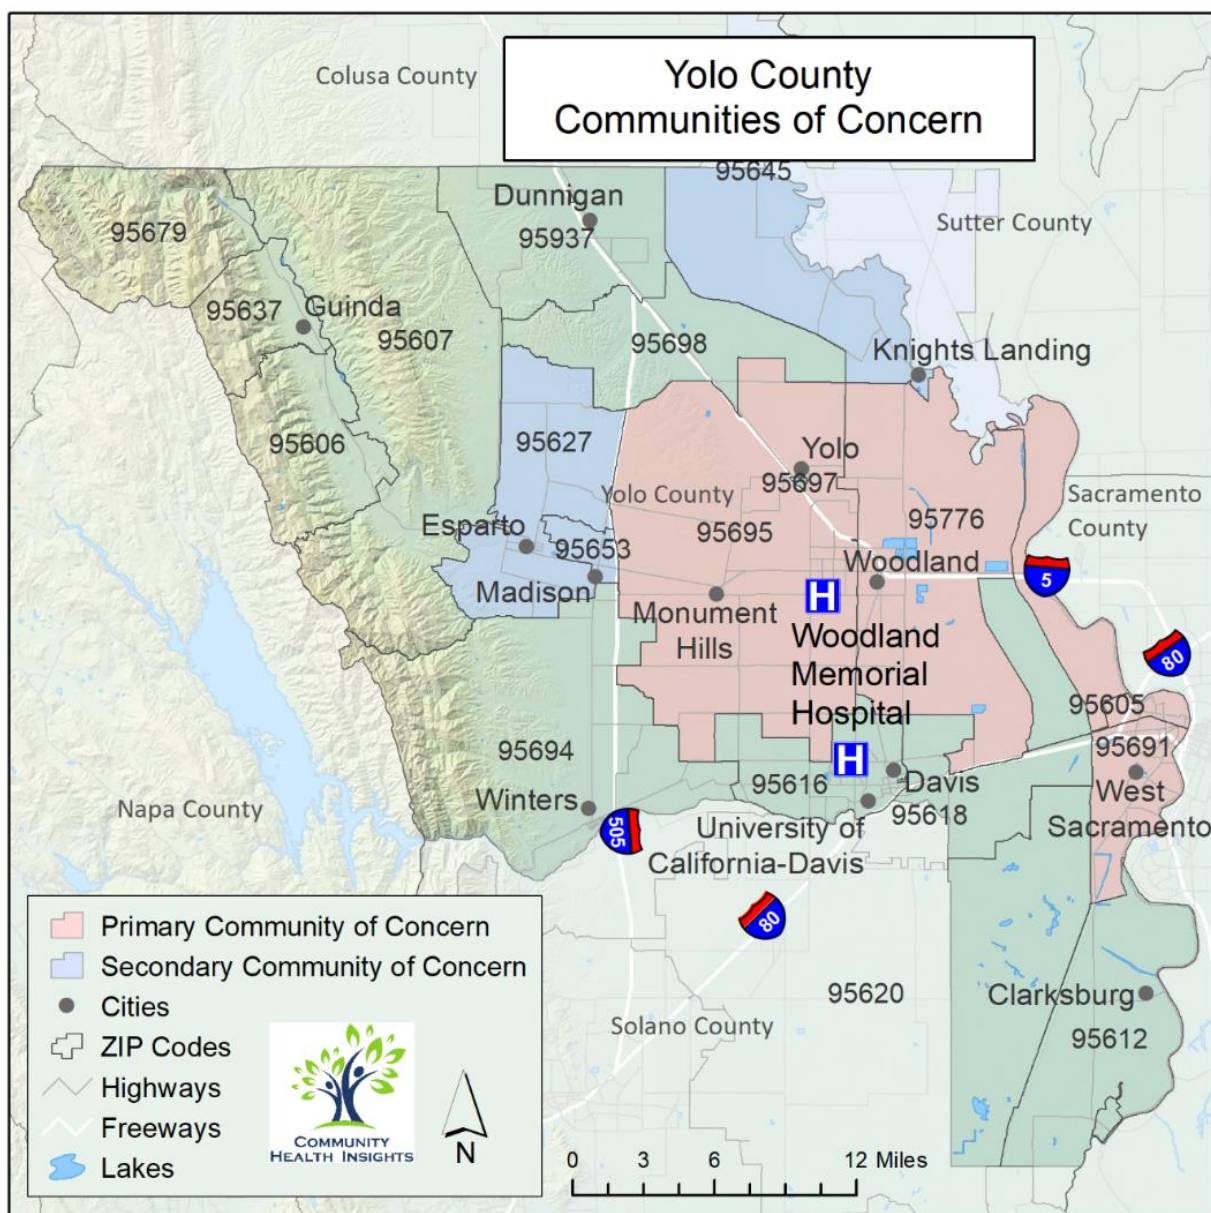 Yolo County
Communities of Concern
Colusa County
95645
Dunnigan
95937
Sutter County
95679
95637
Guinda
95607
95698
Knights Landing
95606
95627
Yolo
95697
Yolo County
Sacramento
County
95776
95695
Esparto
95653
Madison
Woodland
5
Monument
Hills
H
Woodland
Memorial
Hospital
80
95605
95691
West
Sacramento
95694
Winters
H
95616
Davis
95618
Napa County
505
University of
California-Davis
80
95620
Solano County
Clarksburg
95612
Primary Community of Concern
Secondary Community of Concern
Cities
ZIP Codes
Highways
Freeways
Lakes
COMMUNITY
HEALTH INSIGHTS
N
0 3 6 12 Miles